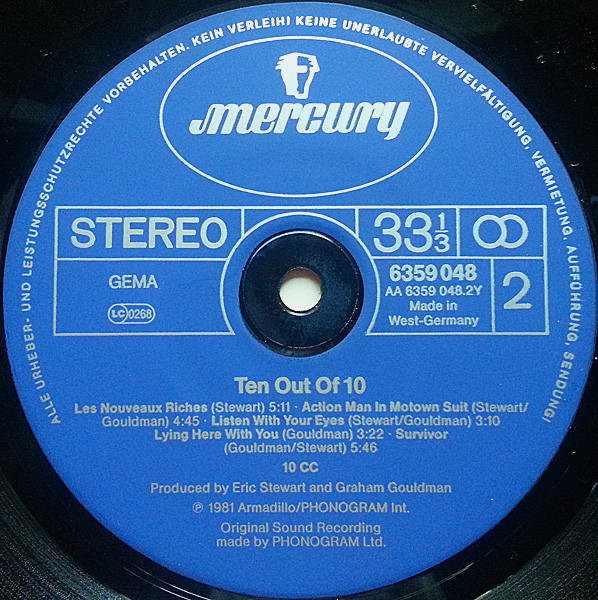 ALLE URHEBER- UND LEISTUNGSSCHUTZRECHTE VORBEHALTEN. KEIN VERLEIH! KEINE UNERLAUBTE VERVIELFÄLTIGUNG, VERMIETUNG, AUFFÜHRUNG, SENDUNG!
mercury
STEREO
33 1/3
GEMA
LC 0268
6359 048
AA 6359 048.2Y
Made in
West-Germany
2
Ten Out Of 10
Les Nouveaux Riches (Stewart) 5:11 · Action Man In Motown Suit (Stewart/
Gouldman) 4:45 · Listen With Your Eyes (Stewart/Gouldman) 3:10
Lying Here With You (Gouldman) 3:22 · Survivor
(Gouldman/Stewart) 5:46
10 CC
Produced by Eric Stewart and Graham Gouldman
℗ 1981 Armadillo/PHONOGRAM Int.
Original Sound Recording
made by PHONOGRAM Ltd.